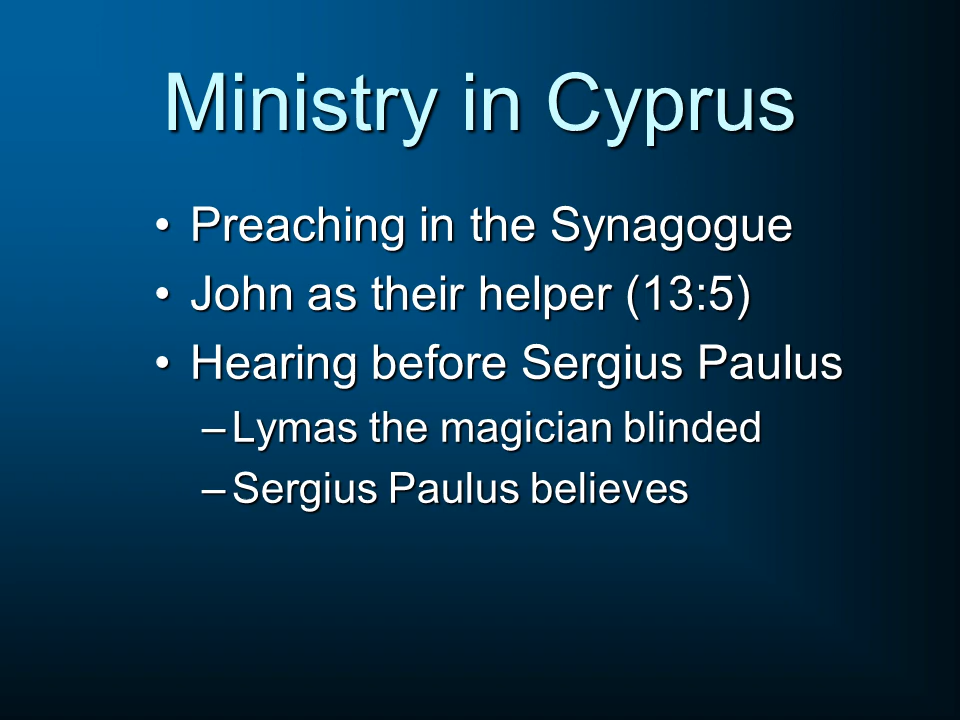 Ministry in Cyprus
• Preaching in the Synagogue
• John as their helper (13:5)
• Hearing before Sergius Paulus
– Lymas the magician blinded
– Sergius Paulus believes